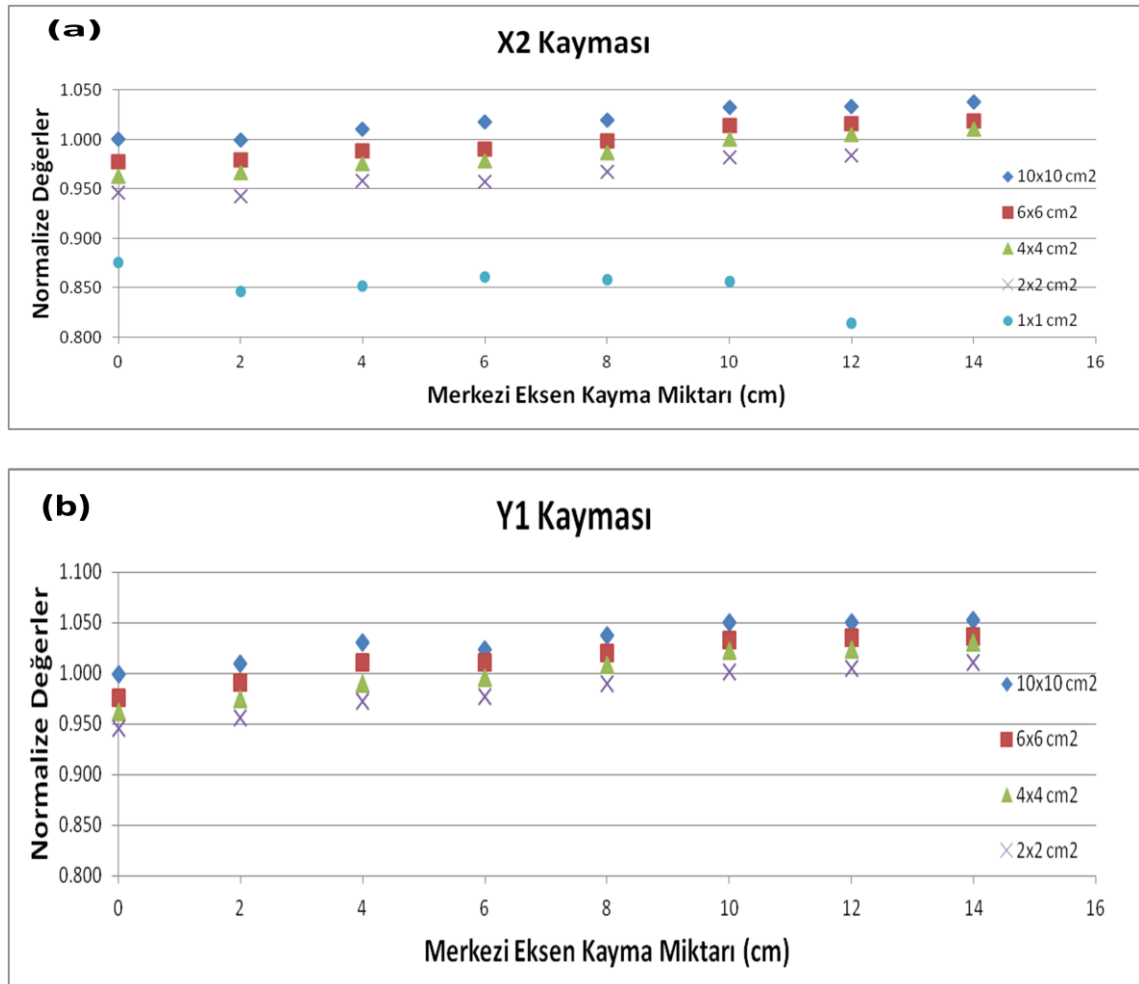 (a)
X2 Kayması
Normalize Değerler
1.050
1.000
0.950
0.900
0.850
0.800
0 2 4 6 8 10 12 14 16
Merkezi Eksen Kayma Miktarı (cm)
10x10 cm2
6x6 cm2
4x4 cm2
2x2 cm2
1x1 cm2
(b)
Y1 Kayması
Normalize Değerler
1.100
1.050
1.000
0.950
0.900
0.850
0.800
0 2 4 6 8 10 12 14 16
Merkezi Eksen Kayma Miktarı (cm)
10x10 cm2
6x6 cm2
4x4 cm2
2x2 cm2